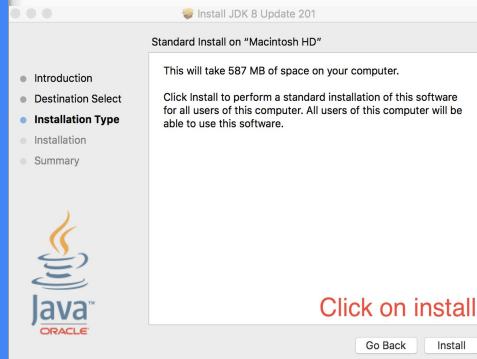 Install JDK 8 Update 201
Standard Install on “Macintosh HD”
Introduction
Destination Select
Installation Type
Installation
Summary
This will take 587 MB of space on your computer.
Click Install to perform a standard installation of this software
for all users of this computer. All users of this computer will be
able to use this software.
Java™
ORACLE
Click on install
Go Back
Install